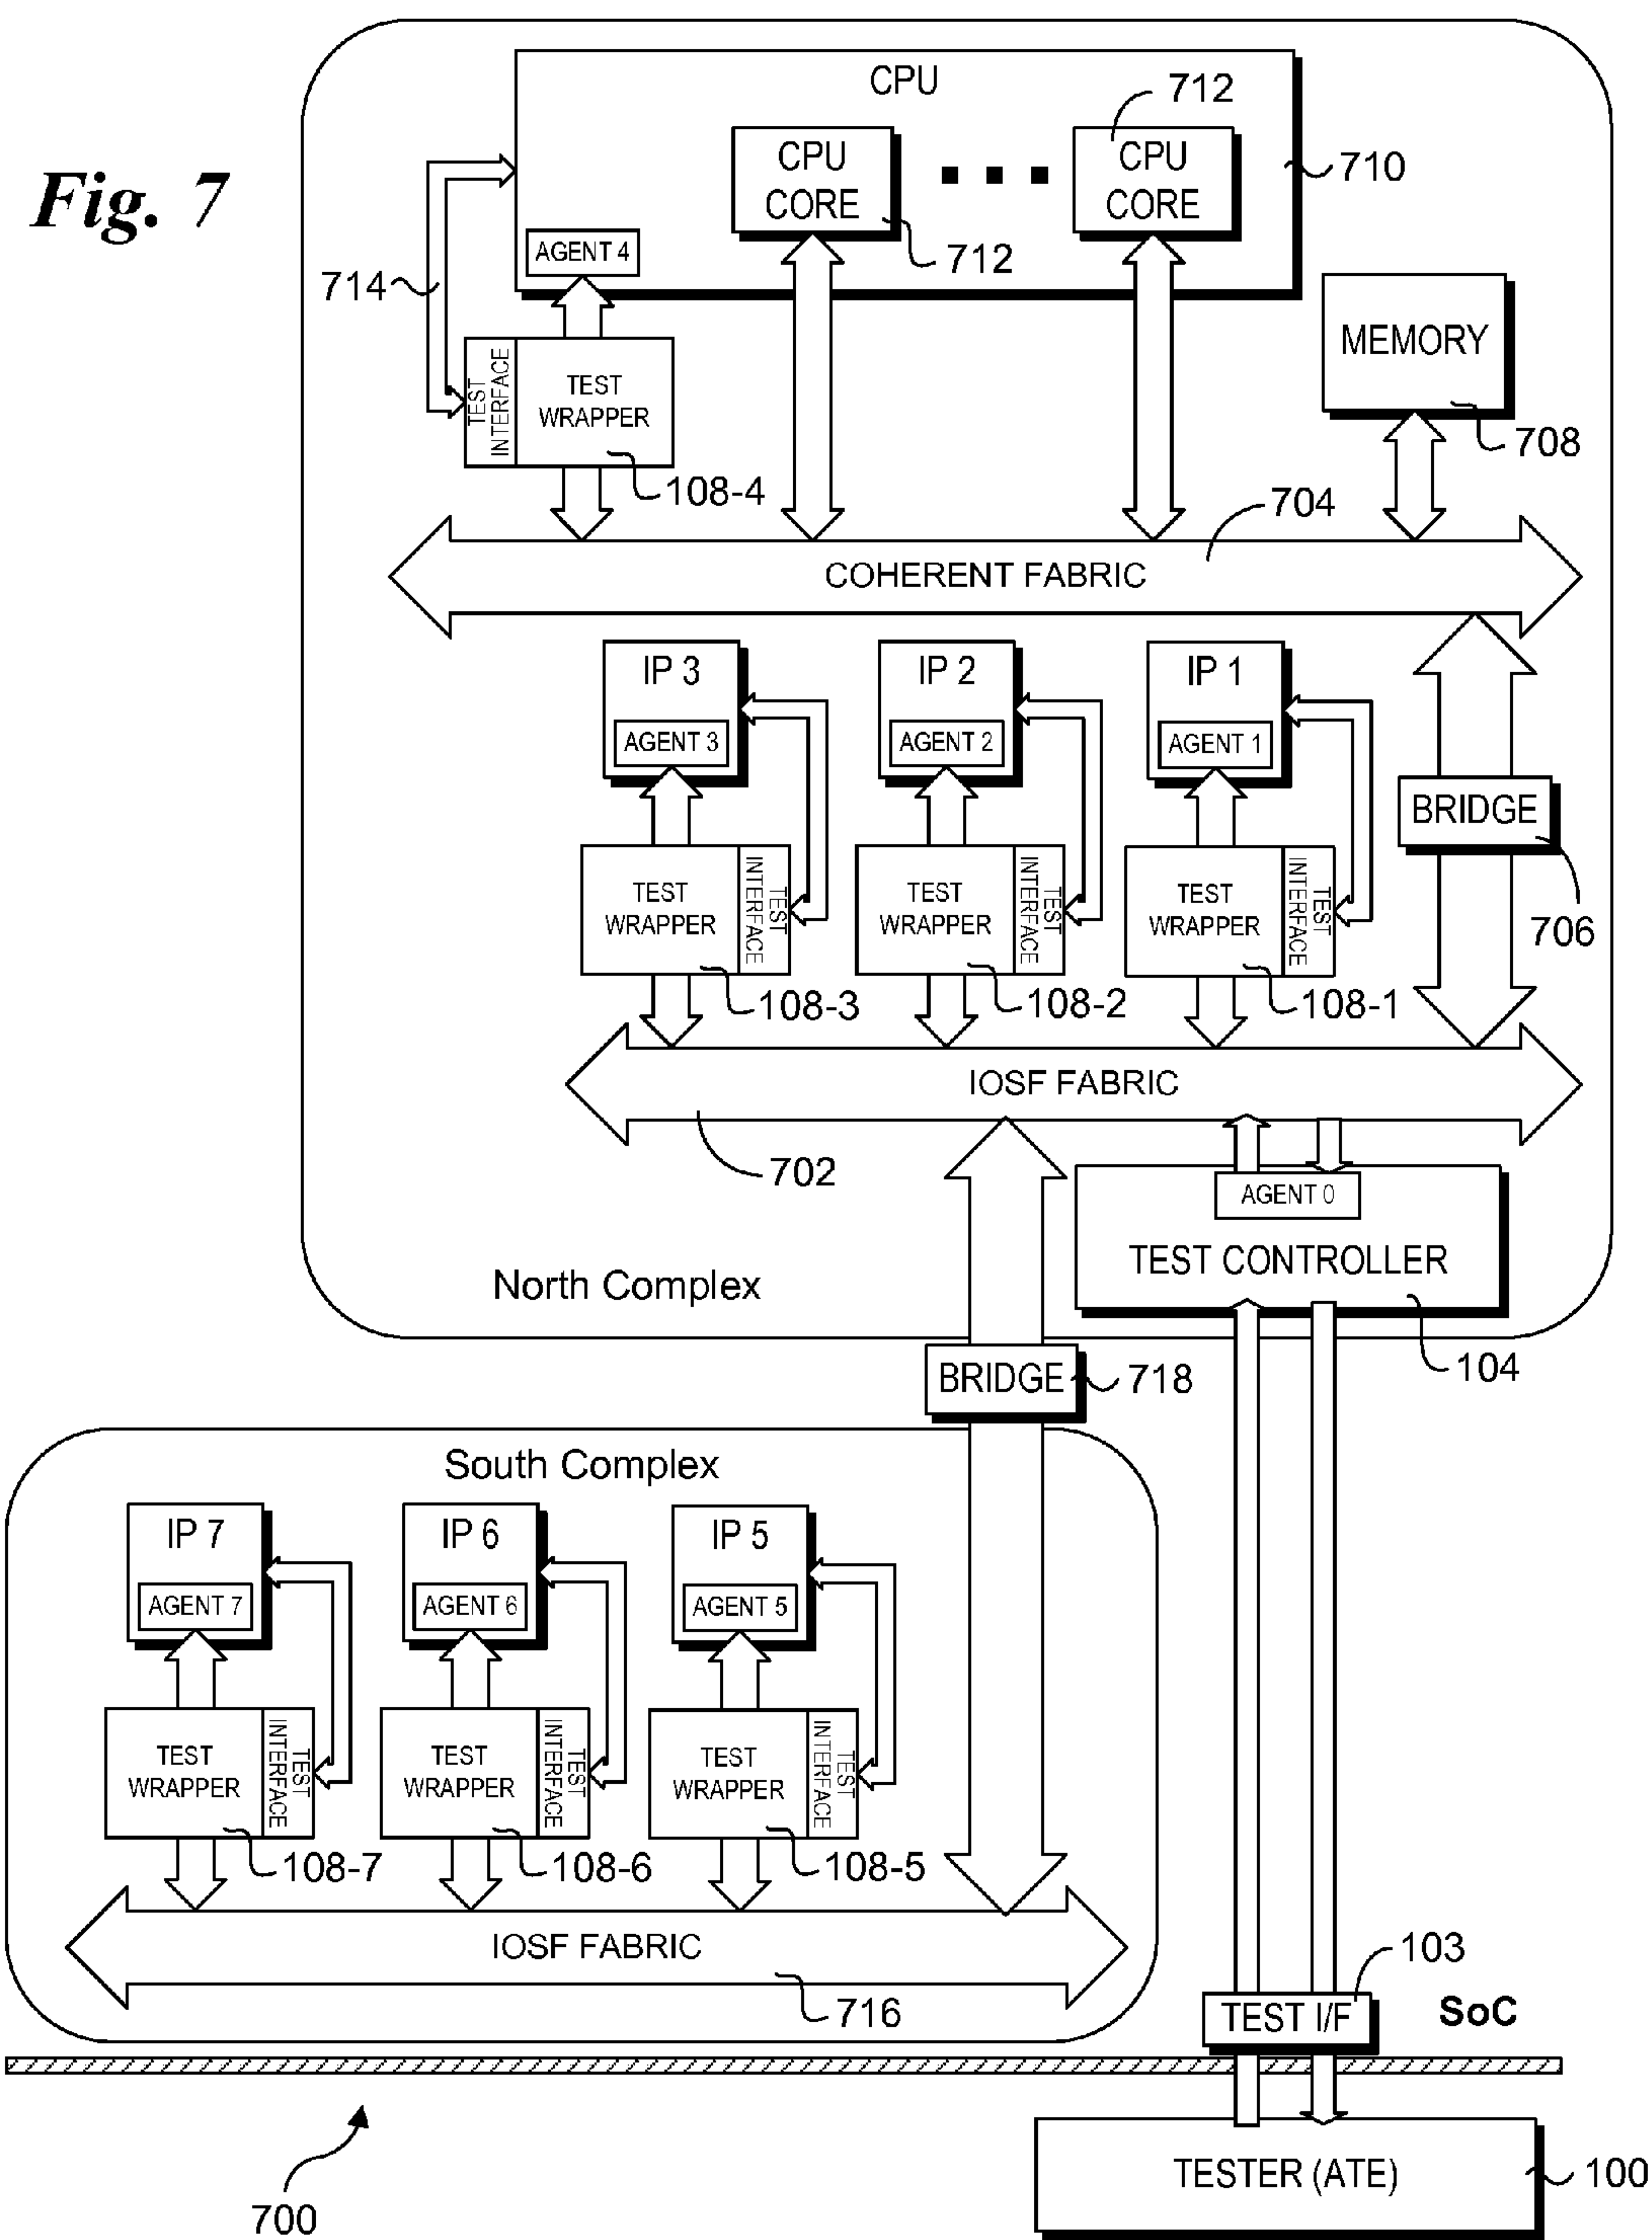 Fig. 7
CPU
712
CPU
CORE
CPU
CORE
710
AGENT 4
712
714
MEMORY
TEST
INTERFACE
TEST
WRAPPER
708
108-4
704
COHERENT FABRIC
IP 3
IP 2
IP 1
AGENT 3
AGENT 2
AGENT 1
BRIDGE
TEST
WRAPPER
TEST
INTERFACE
TEST
WRAPPER
TEST
INTERFACE
TEST
WRAPPER
TEST
INTERFACE
706
108-3
108-2
108-1
IOSF FABRIC
702
AGENT 0
TEST CONTROLLER
North Complex
104
BRIDGE
718
South Complex
IP 7
IP 6
IP 5
AGENT 7
AGENT 6
AGENT 5
TEST
WRAPPER
TEST
INTERFACE
TEST
WRAPPER
TEST
INTERFACE
TEST
WRAPPER
TEST
INTERFACE
108-7
108-6
108-5
IOSF FABRIC
716
103
TEST I/F
SoC
TESTER (ATE)
100
700